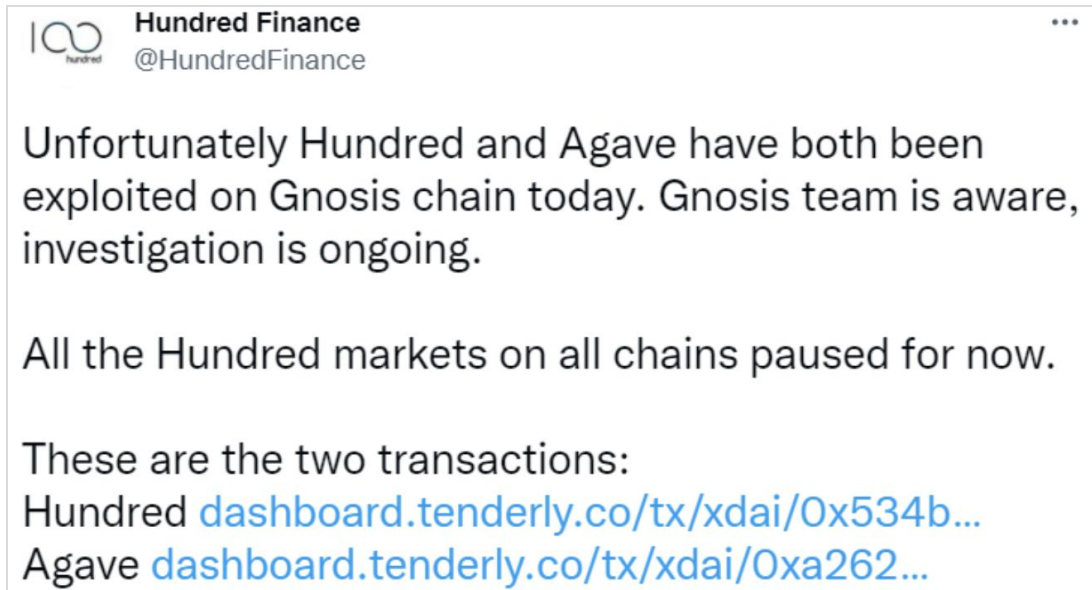 100
hundred
Hundred Finance
@HundredFinance
Unfortunately Hundred and Agave have both been
exploited on Gnosis chain today. Gnosis team is aware,
investigation is ongoing.
All the Hundred markets on all chains paused for now.
These are the two transactions:
Hundred dashboard.tenderly.co/tx/xdai/0x534b...
Agave dashboard.tenderly.co/tx/xdai/0xa262...